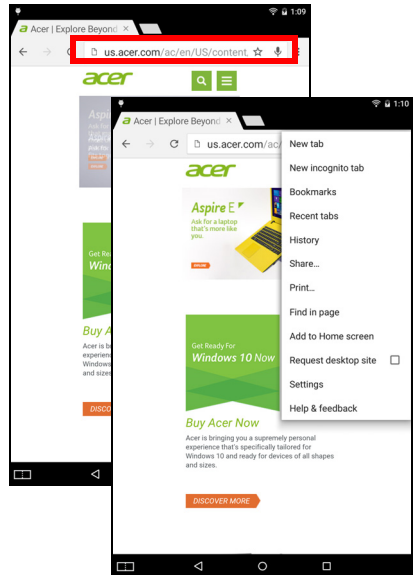 1:09
Acer | Explore Beyond
us.acer.com/ac/en/US/content
acer
Aspi
Get Re
Wind
Buy A
Acer is b
experien
Windows
and sizes
DISCO
1:10
Acer | Explore Beyond
us.acer.com/ac/
acer
Aspire E
Ask for a laptop
that's more like
you.
Get Ready For
Windows 10 Now
Buy Acer Now
Acer is bringing you a supremely personal
experience that's specifically tailored for
Windows 10 and ready for devices of all shapes
and sizes.
DISCOVER MORE
New tab
New incognito tab
Bookmarks
Recent tabs
History
Share...
Print...
Find in page
Add to Home screen
Request desktop site
Settings
Help & feedback